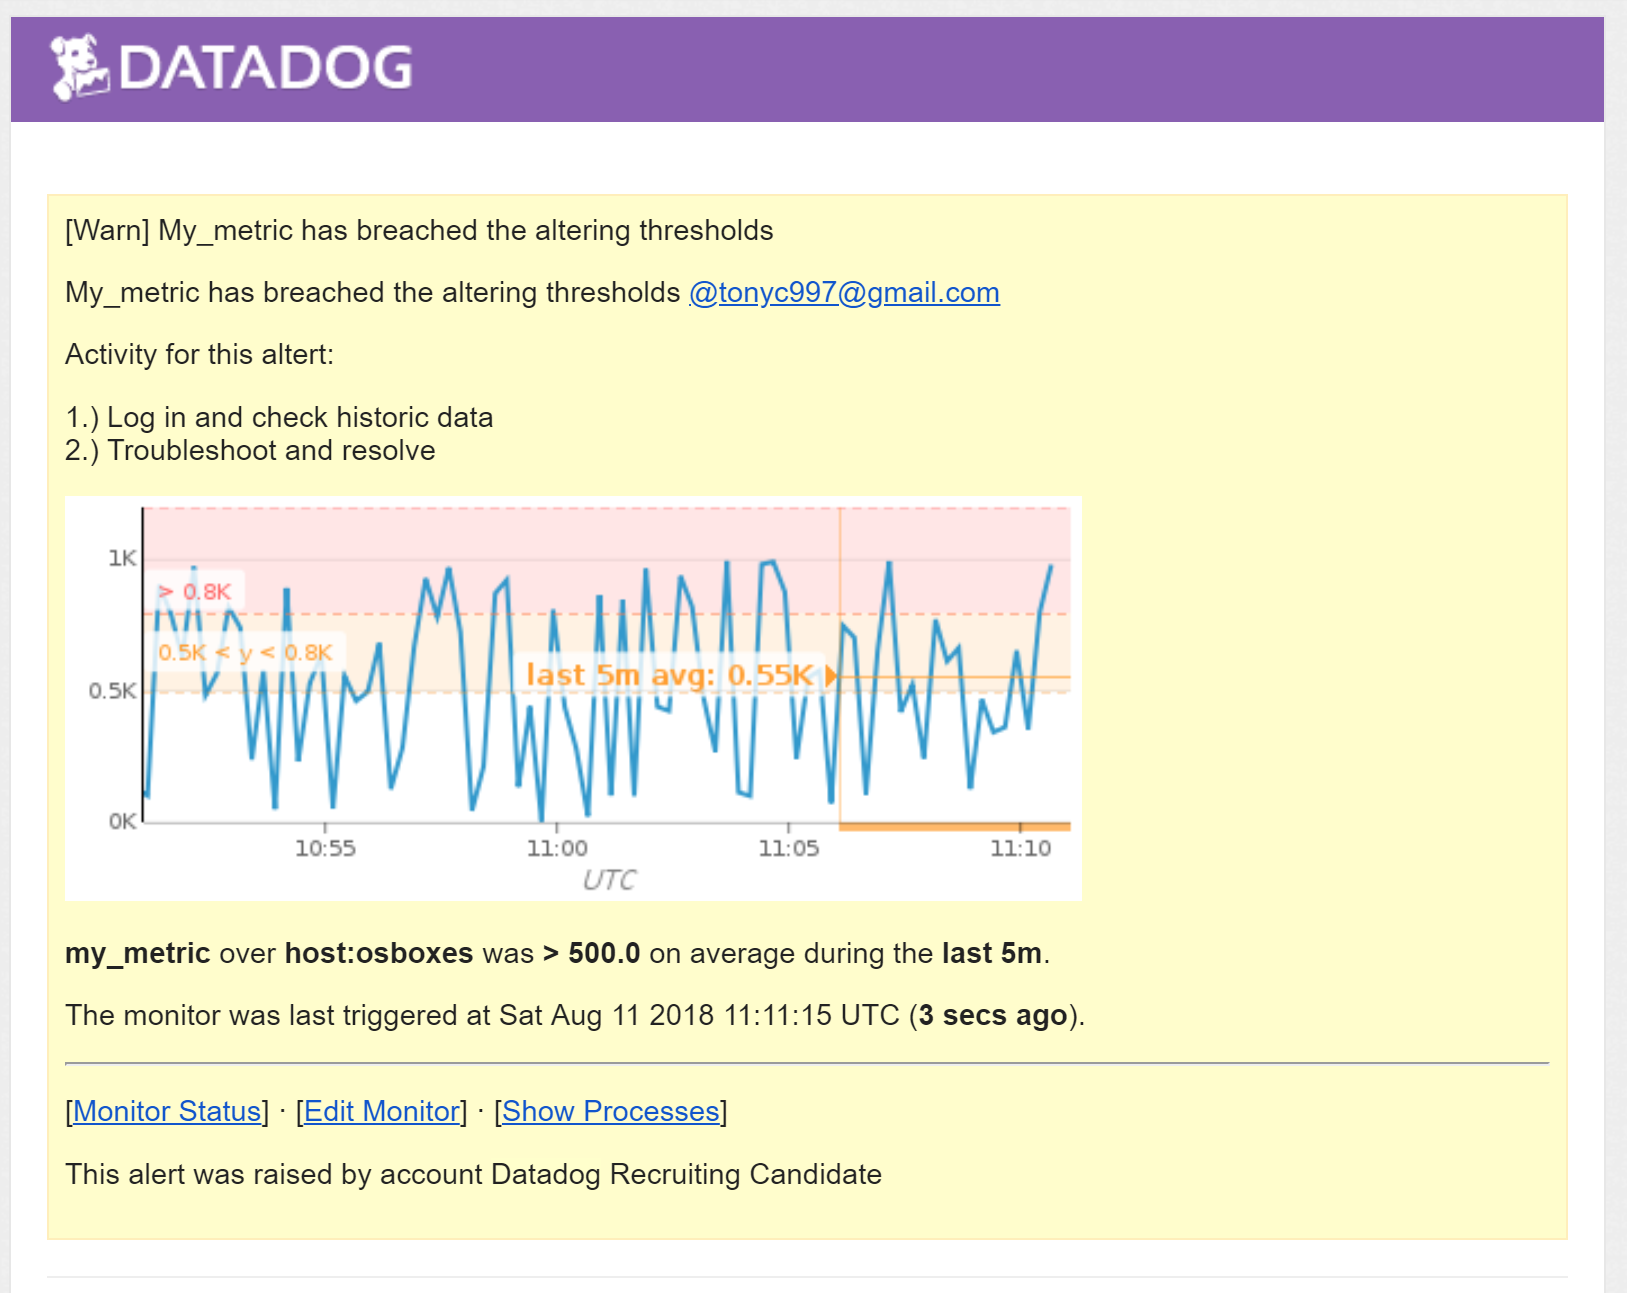 DATADOG
[Warn] My_metric has breached the altering thresholds
My_metric has breached the altering thresholds @tonyc997@gmail.com
Activity for this altert:
1.) Log in and check historic data
2.) Troubleshoot and resolve
1K
> 0.8K
0.5K < y < 0.8K
last 5m avg: 0.55K
0.5K
0K
10:55 11:00 11:05 11:10
UTC
my_metric over host:osboxes was > 500.0 on average during the last 5m.
The monitor was last triggered at Sat Aug 11 2018 11:11:15 UTC (3 secs ago).
[Monitor Status] · [Edit Monitor] · [Show Processes]
This alert was raised by account Datadog Recruiting Candidate